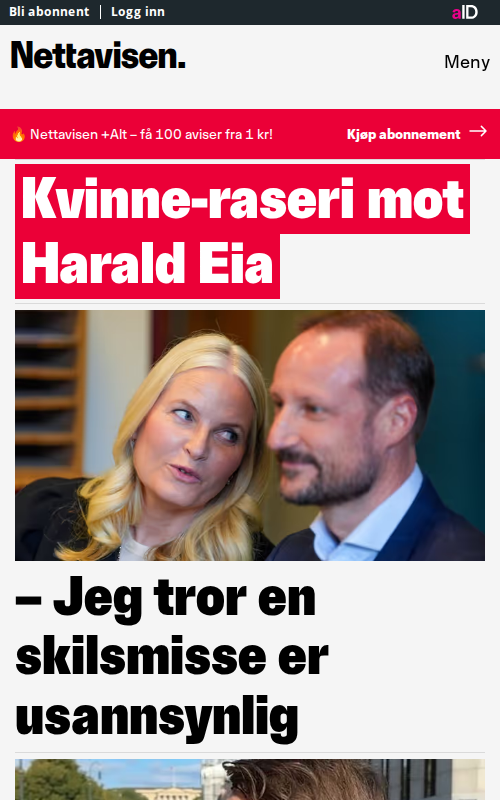 Bli abonnent
Logg inn
aID
Nettavisen.
Meny
🔥 Nettavisen +Alt – få 100 aviser fra 1 kr!
Kjøp abonnement →
Kvinne-raseri mot
Harald Eia
– Jeg tror en
skilsmisse er
usannsynlig